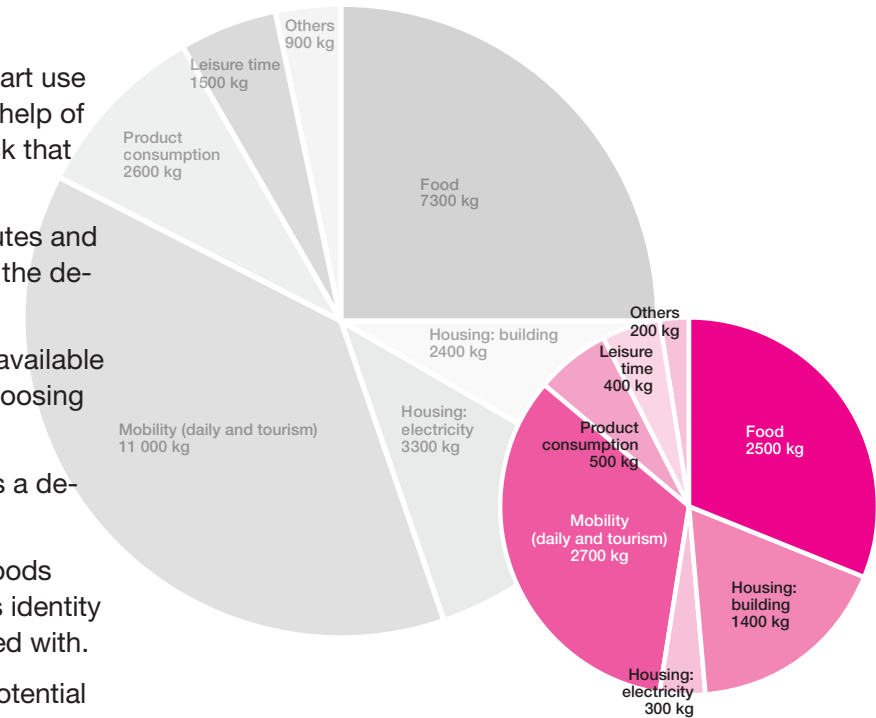 art use
help of
k that
utes and
the de-
available
oosing
s a de-
oods
s identity
ed with.
otential
Others
900 kg
Leisure time
1500 kg
Product
consumption
2600 kg
Food
7300 kg
Housing: building
2400 kg
Housing:
electricity
3300 kg
Mobility (daily and tourism)
11 000 kg
Others
200 kg
Leisure
time
400 kg
Product
consumption
500 kg
Food
2500 kg
Mobility
(daily and tourism)
2700 kg
Housing:
building
1400 kg
Housing:
electricity
300 kg